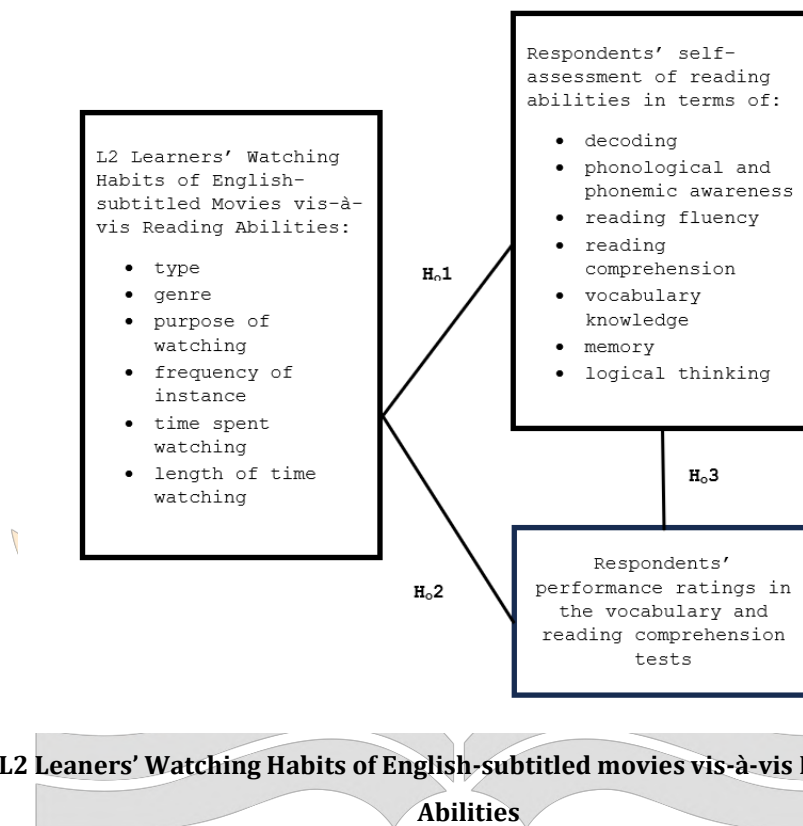 L2 Learners’ Watching
Habits of English-
subtitled Movies vis-à-
vis Reading Abilities:
• type
• genre
• purpose of
watching
• frequency of
instance
• time spent
watching
• length of time
watching
H₀1
H₀2
Respondents’ self-
assessment of reading
abilities in terms of:
• decoding
• phonological and
phonemic awareness
• reading fluency
• reading
comprehension
• vocabulary
knowledge
• memory
• logical thinking
H₀3
Respondents’
performance ratings in
the vocabulary and
reading comprehension
tests
L2 Leaners’ Watching Habits of English-subtitled movies vis-à-vis
Abilities